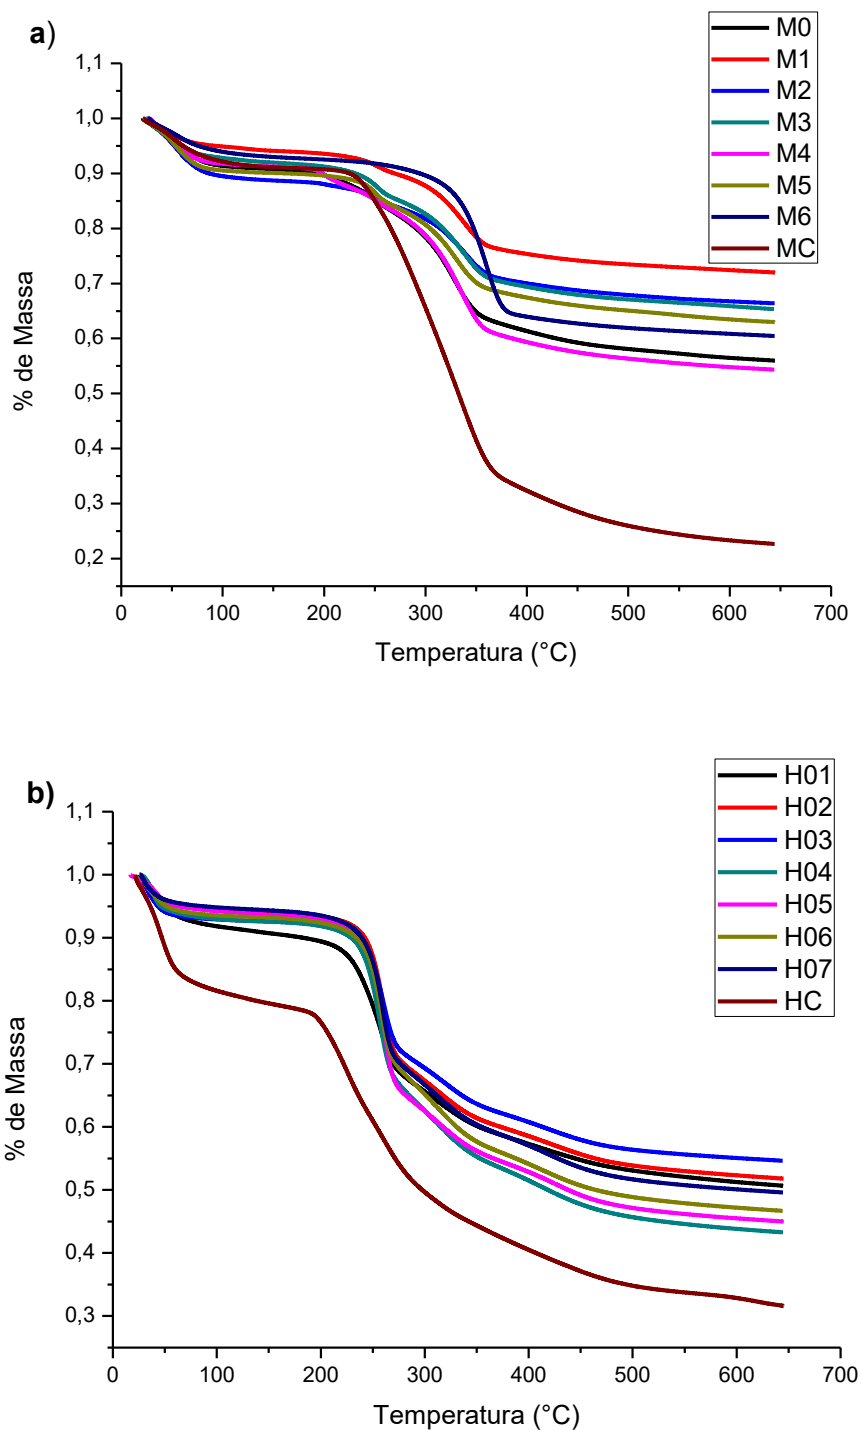 a)
M0
M1
M2
M3
M4
M5
M6
MC
1,1
1,0
0,9
0,8
0,7
0,6
0,5
0,4
0,3
0,2
% de Massa
0 100 200 300 400 500 600 700
Temperatura (°C)
b)
H01
H02
H03
H04
H05
H06
H07
HC
1,1
1,0
0,9
0,8
0,7
0,6
0,5
0,4
0,3
% de Massa
0 100 200 300 400 500 600 700
Temperatura (°C)